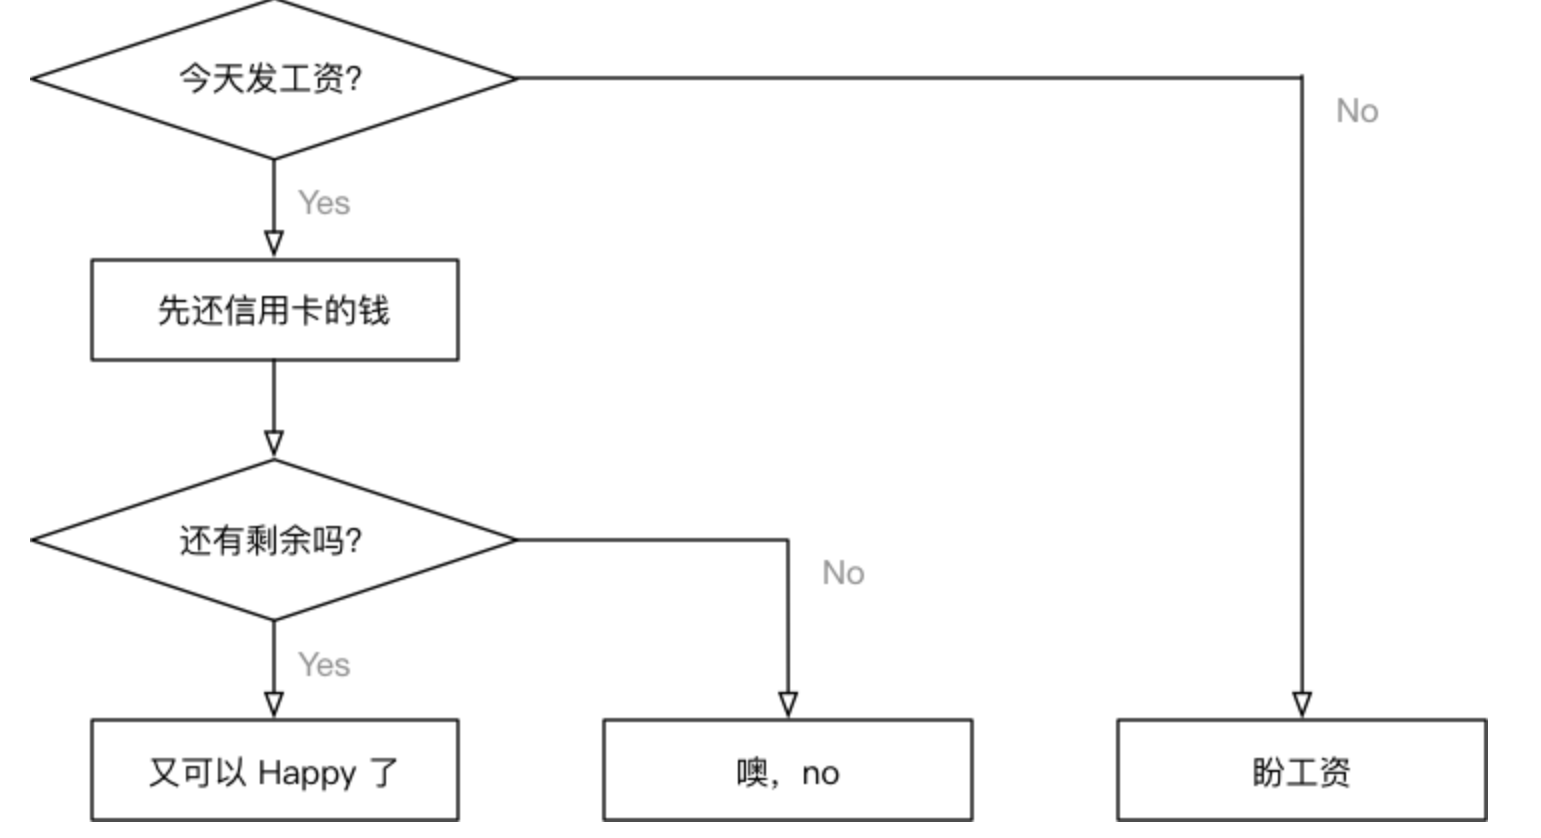 今天发工资?
No
Yes
先还信用卡的钱
还有剩余吗?
No
Yes
又可以 Happy 了
噢，no
盼工资